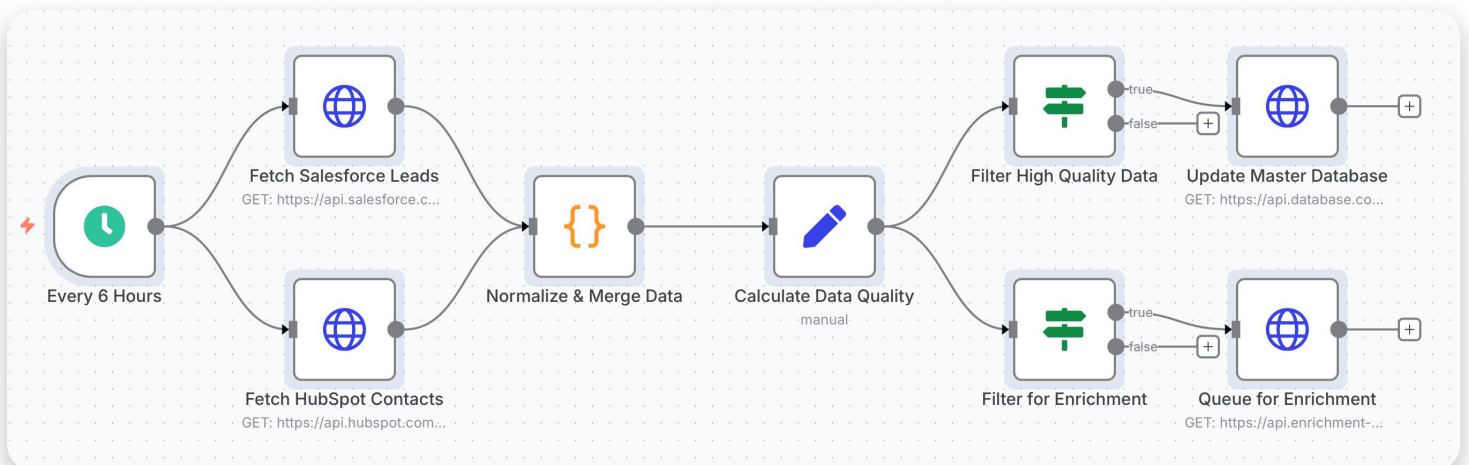 Every 6 Hours
Fetch Salesforce Leads
GET: https://api.salesforce.c...
Fetch HubSpot Contacts
GET: https://api.hubspot.com...
{}
Normalize & Merge Data
Calculate Data Quality
manual
true
false
Filter High Quality Data
Update Master Database
GET: https://api.database.co...
true
false
Filter for Enrichment
Queue for Enrichment
GET: https://api.enrichment-...